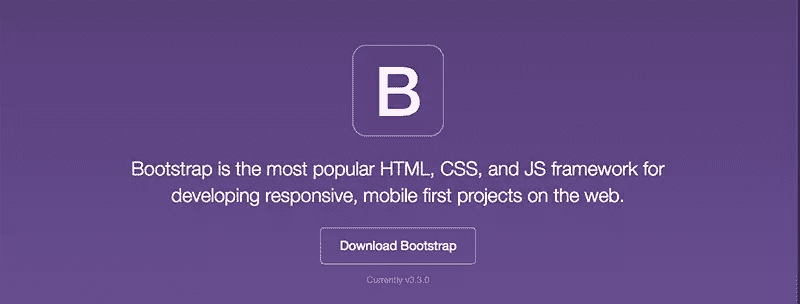 B
Bootstrap is the most popular HTML, CSS, and JS framework for
developing responsive, mobile first projects on the web.
Download Bootstrap
Currently v3.3.0